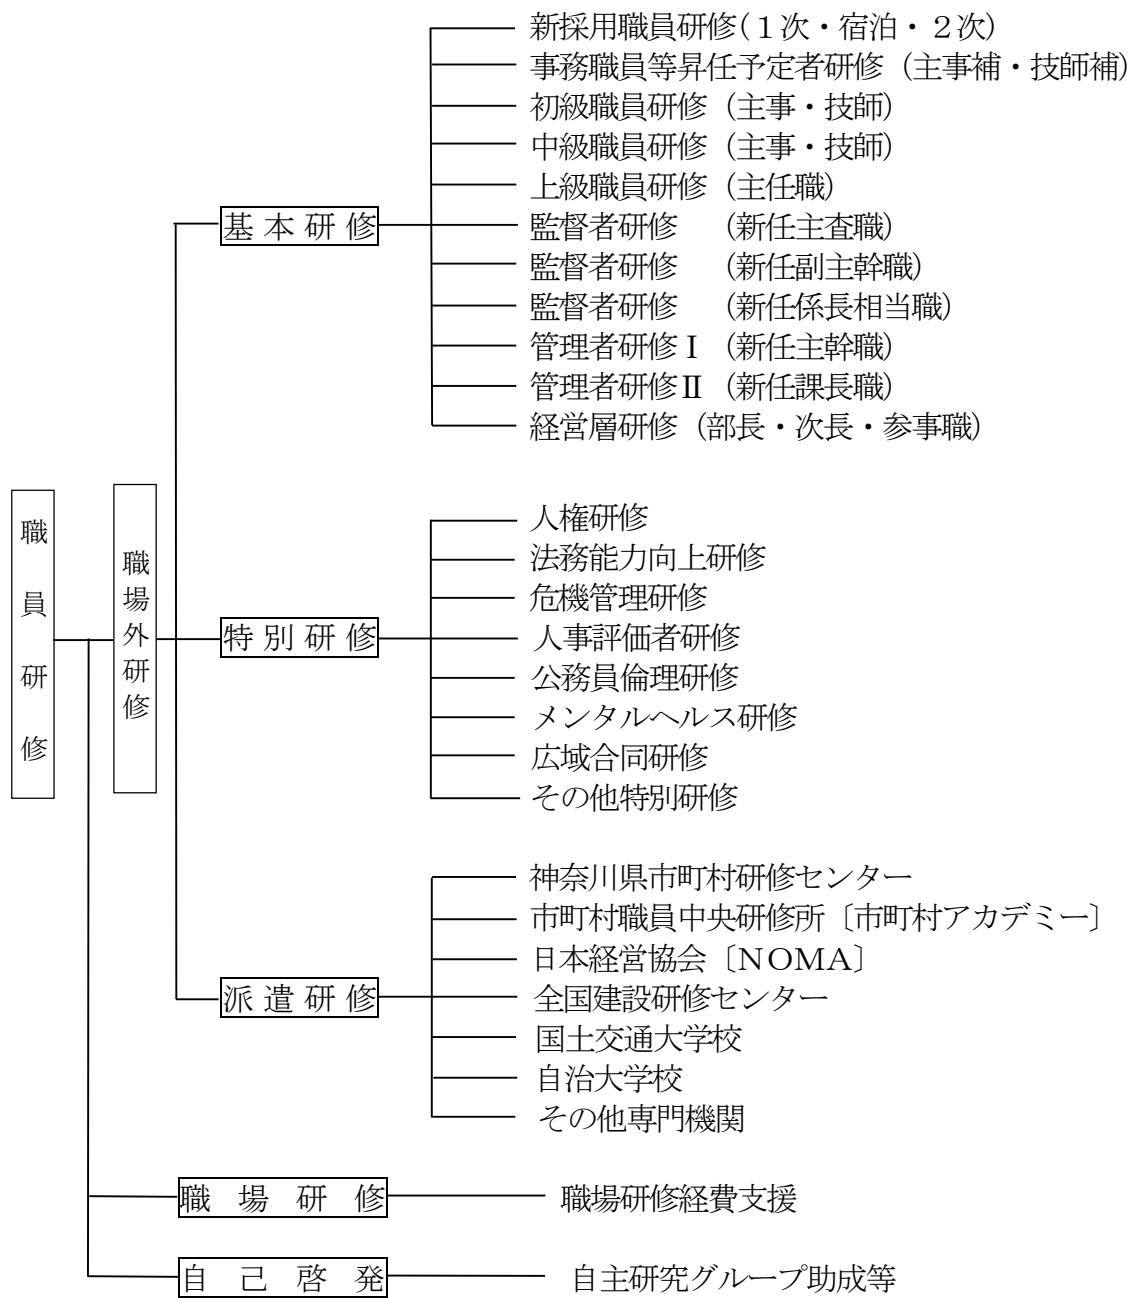 職員研修
職場外研修
基本研修
新採用職員研修(１次・宿泊・２次)
事務職員等昇任予定者研修（主事補・技師補）
初級職員研修（主事・技師）
中級職員研修（主事・技師）
上級職員研修（主任職）
監督者研修　（新任主査職）
監督者研修　（新任副主幹職）
監督者研修　（新任係長相当職）
管理者研修Ⅰ（新任主幹職）
管理者研修Ⅱ（新任課長職）
経営層研修（部長・次長・参事職）
特別研修
人権研修
法務能力向上研修
危機管理研修
人事評価者研修
公務員倫理研修
メンタルヘルス研修
広域合同研修
その他特別研修
派遣研修
神奈川県市町村研修センター
市町村職員中央研修所〔市町村アカデミー〕
日本経営協会〔ＮＯＭＡ〕
全国建設研修センター
国土交通大学校
自治大学校
その他専門機関
職場研修
職場研修経費支援
自己啓発
自主研究グループ助成等